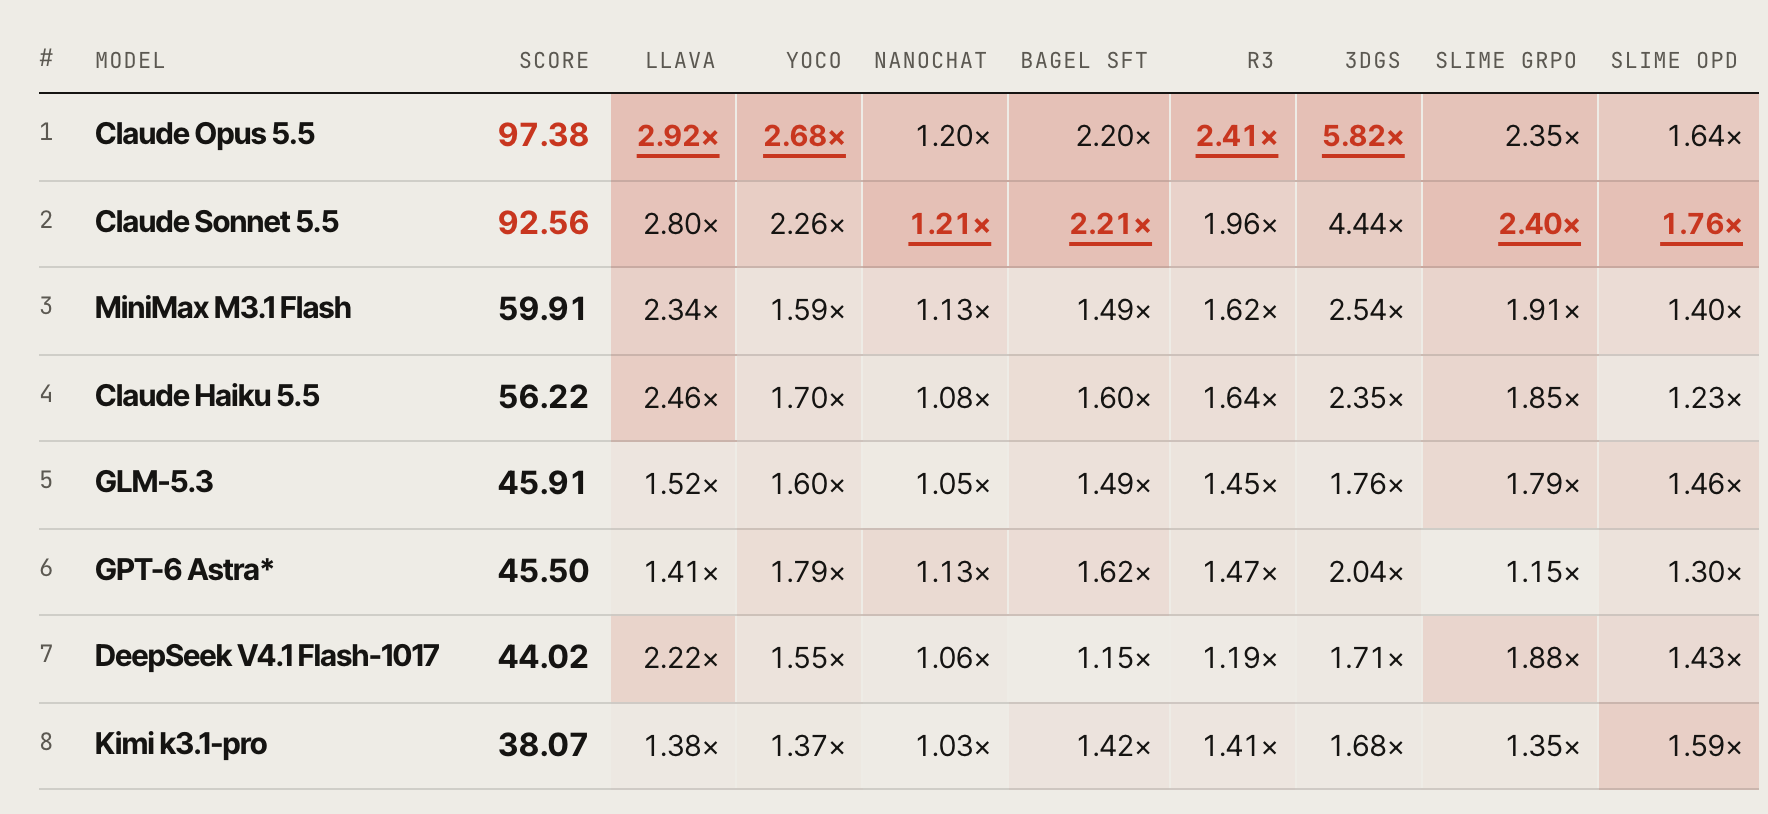 # MODEL SCORE LLAVA YOCO NANOCHAT BAGEL SFT R3 3DGS SLIME GRPO SLIME OPD
1 Claude Opus 5.5 97.38 2.92× 2.68× 1.20× 2.20× 2.41× 5.82× 2.35× 1.64×
2 Claude Sonnet 5.5 92.56 2.80× 2.26× 1.21× 2.21× 1.96× 4.44× 2.40× 1.76×
3 MiniMax M3.1 Flash 59.91 2.34× 1.59× 1.13× 1.49× 1.62× 2.54× 1.91× 1.40×
4 Claude Haiku 5.5 56.22 2.46× 1.70× 1.08× 1.60× 1.64× 2.35× 1.85× 1.23×
5 GLM-5.3 45.91 1.52× 1.60× 1.05× 1.49× 1.45× 1.76× 1.79× 1.46×
6 GPT-6 Astra* 45.50 1.41× 1.79× 1.13× 1.62× 1.47× 2.04× 1.15× 1.30×
7 DeepSeek V4.1 Flash-1017 44.02 2.22× 1.55× 1.06× 1.15× 1.19× 1.71× 1.88× 1.43×
8 Kimi k3.1-pro 38.07 1.38× 1.37× 1.03× 1.42× 1.41× 1.68× 1.35× 1.59×